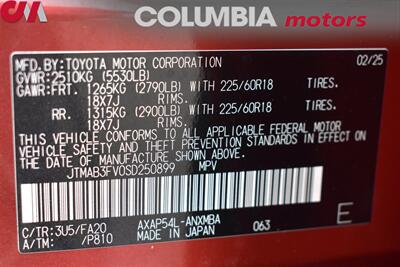 CMA
COLUMBIA motors
MFD. BY: TOYOTA MOTOR CORPORATION 02/25
GVWR: 2510KG (5530LB)
GAWR: FRT. 1265KG (2790LB) WITH 225/60R18 TIRES.
18X7J RIMS.
RR. 1315KG (2900LB) WITH 225/60R18 TIRES.
18X7J RIMS.
THIS VEHICLE CONFORMS TO ALL APPLICABLE FEDERAL MOTOR
VEHICLE SAFETY AND THEFT PREVENTION STANDARDS IN EFFECT ON
THE DATE OF MANUFACTURE SHOWN ABOVE.
JTMAB3FV0SD250899 MPV
C/TR: 3U5/FA20 AXAP54L-ANXMBA 063
A/TM: /P810 MADE IN JAPAN E